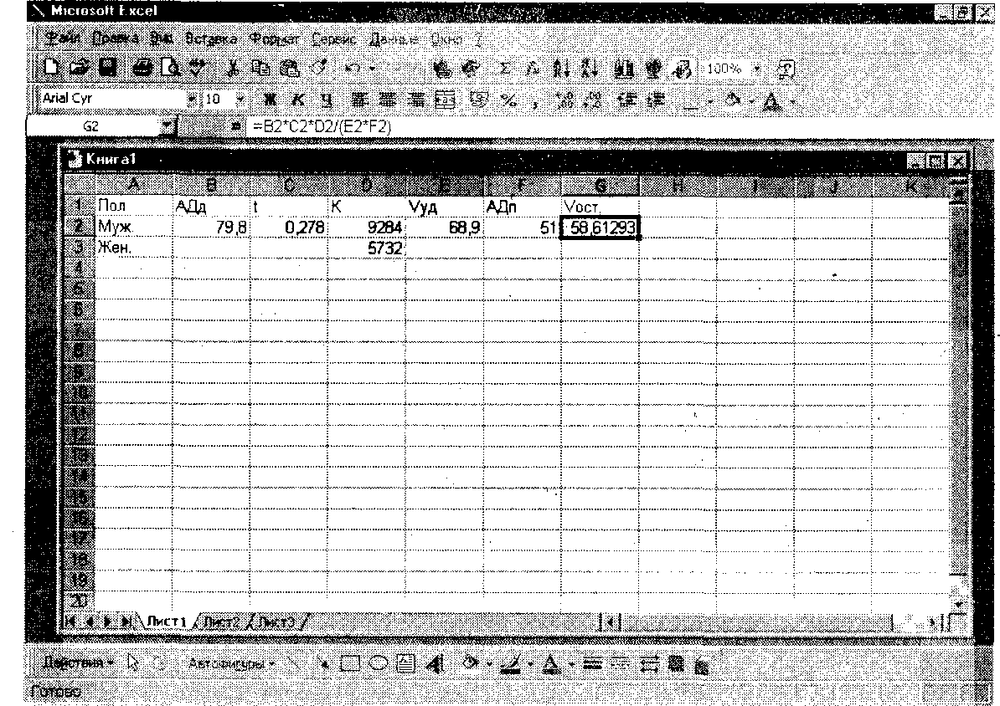 Microsoft Excel
Файл Правка Вид Вставка Формат Сервис Данные Окно ?
100%
Arial Cyr 10 Ж К Ч % ,
G2 = =B2*C2*D2/(E2*F2)
Книга1
A B C D E F G H I J K
1 Пол АДд t К Vуд АДп Vост.
2 Муж. 79,8 0,278 9284 68,9 51 58,61293
3 Жен. 5732
4
5
6
7
8
9
10
11
12
13
14
15
16
17
18
19
20
Лист1 Лист2 Лист3
Действия Автофигуры
Готово